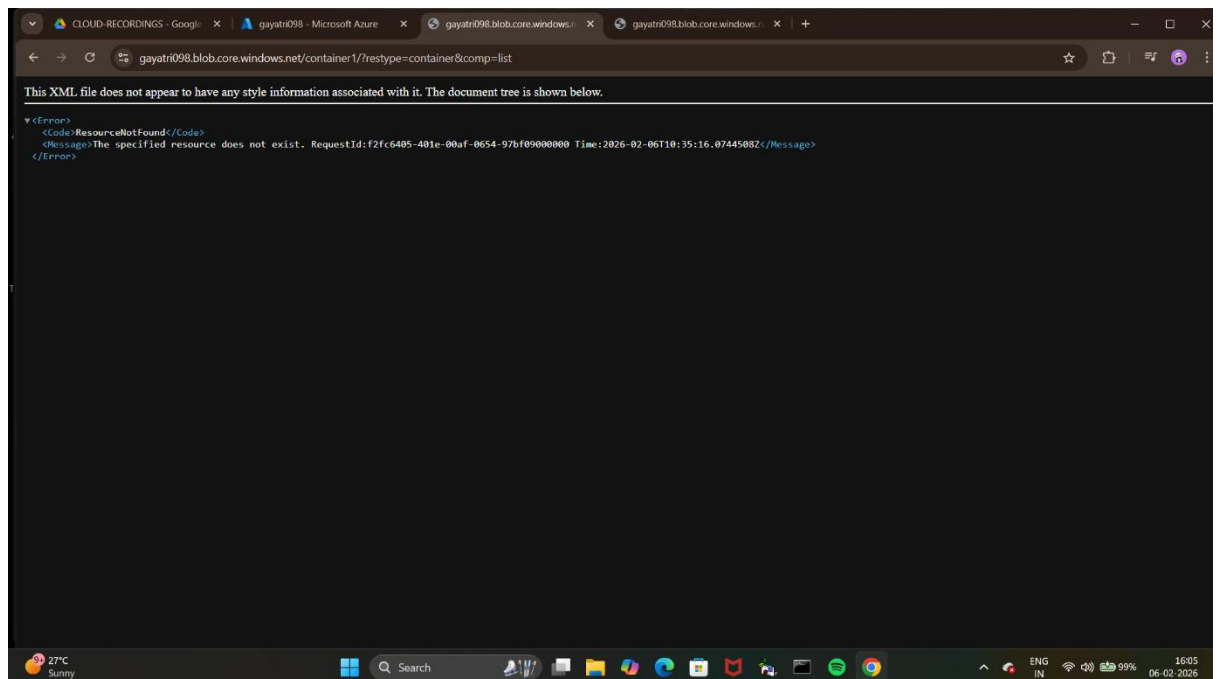 CLOUD-RECORDINGS - Google
gayatri098 - Microsoft Azure
gayatri098.blob.core.windows.n
gayatri098.blob.core.windows.n
gayatri098.blob.core.windows.net/container1/?restype=container&comp=list
This XML file does not appear to have any style information associated with it. The document tree is shown below.
▼<Error>
<Code>ResourceNotFound</Code>
<Message>The specified resource does not exist. RequestId:f2fc6405-401e-00af-0654-97bf09000000 Time:2026-02-06T10:35:16.0744508Z</Message>
</Error>
27°C
Sunny
Search
ENG
IN
99%
16:05
06-02-2026